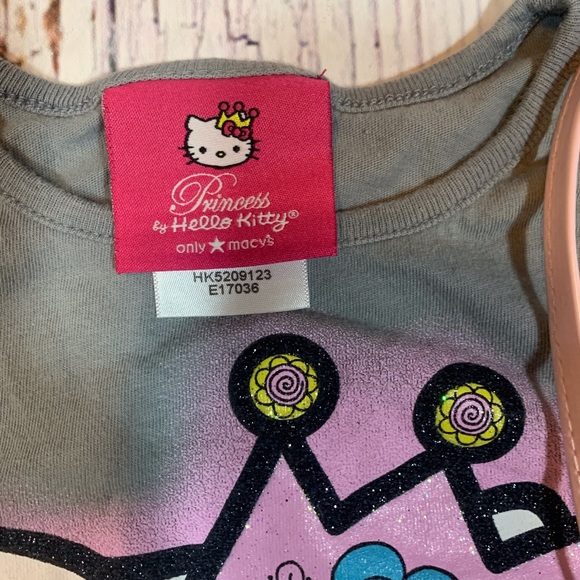 Princess
by Hello Kitty®
only★macy's
HK5209123
E17036